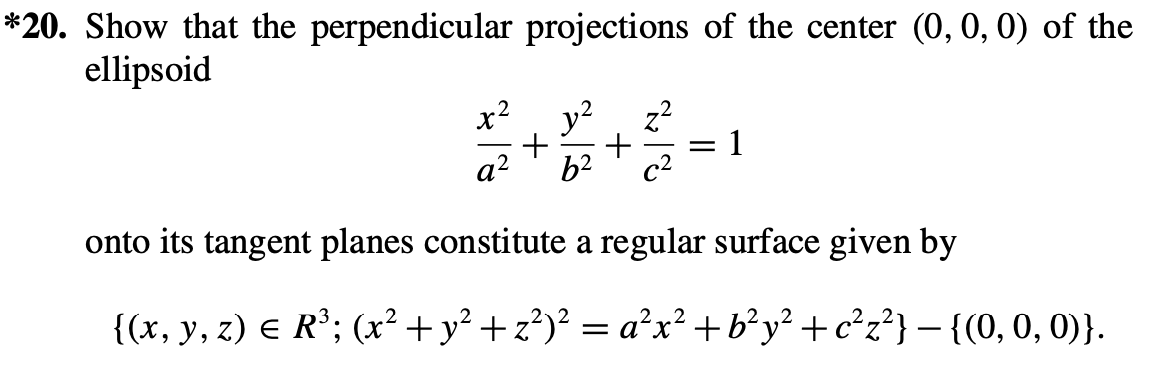 *20. Show that the perpendicular projections of the center (0, 0, 0) of the
ellipsoid
x²/a² + y²/b² + z²/c² = 1
onto its tangent planes constitute a regular surface given by
{(x, y, z) ∈ R³; (x² + y² + z²)² = a²x² + b²y² + c²z²} − {(0, 0, 0)}.